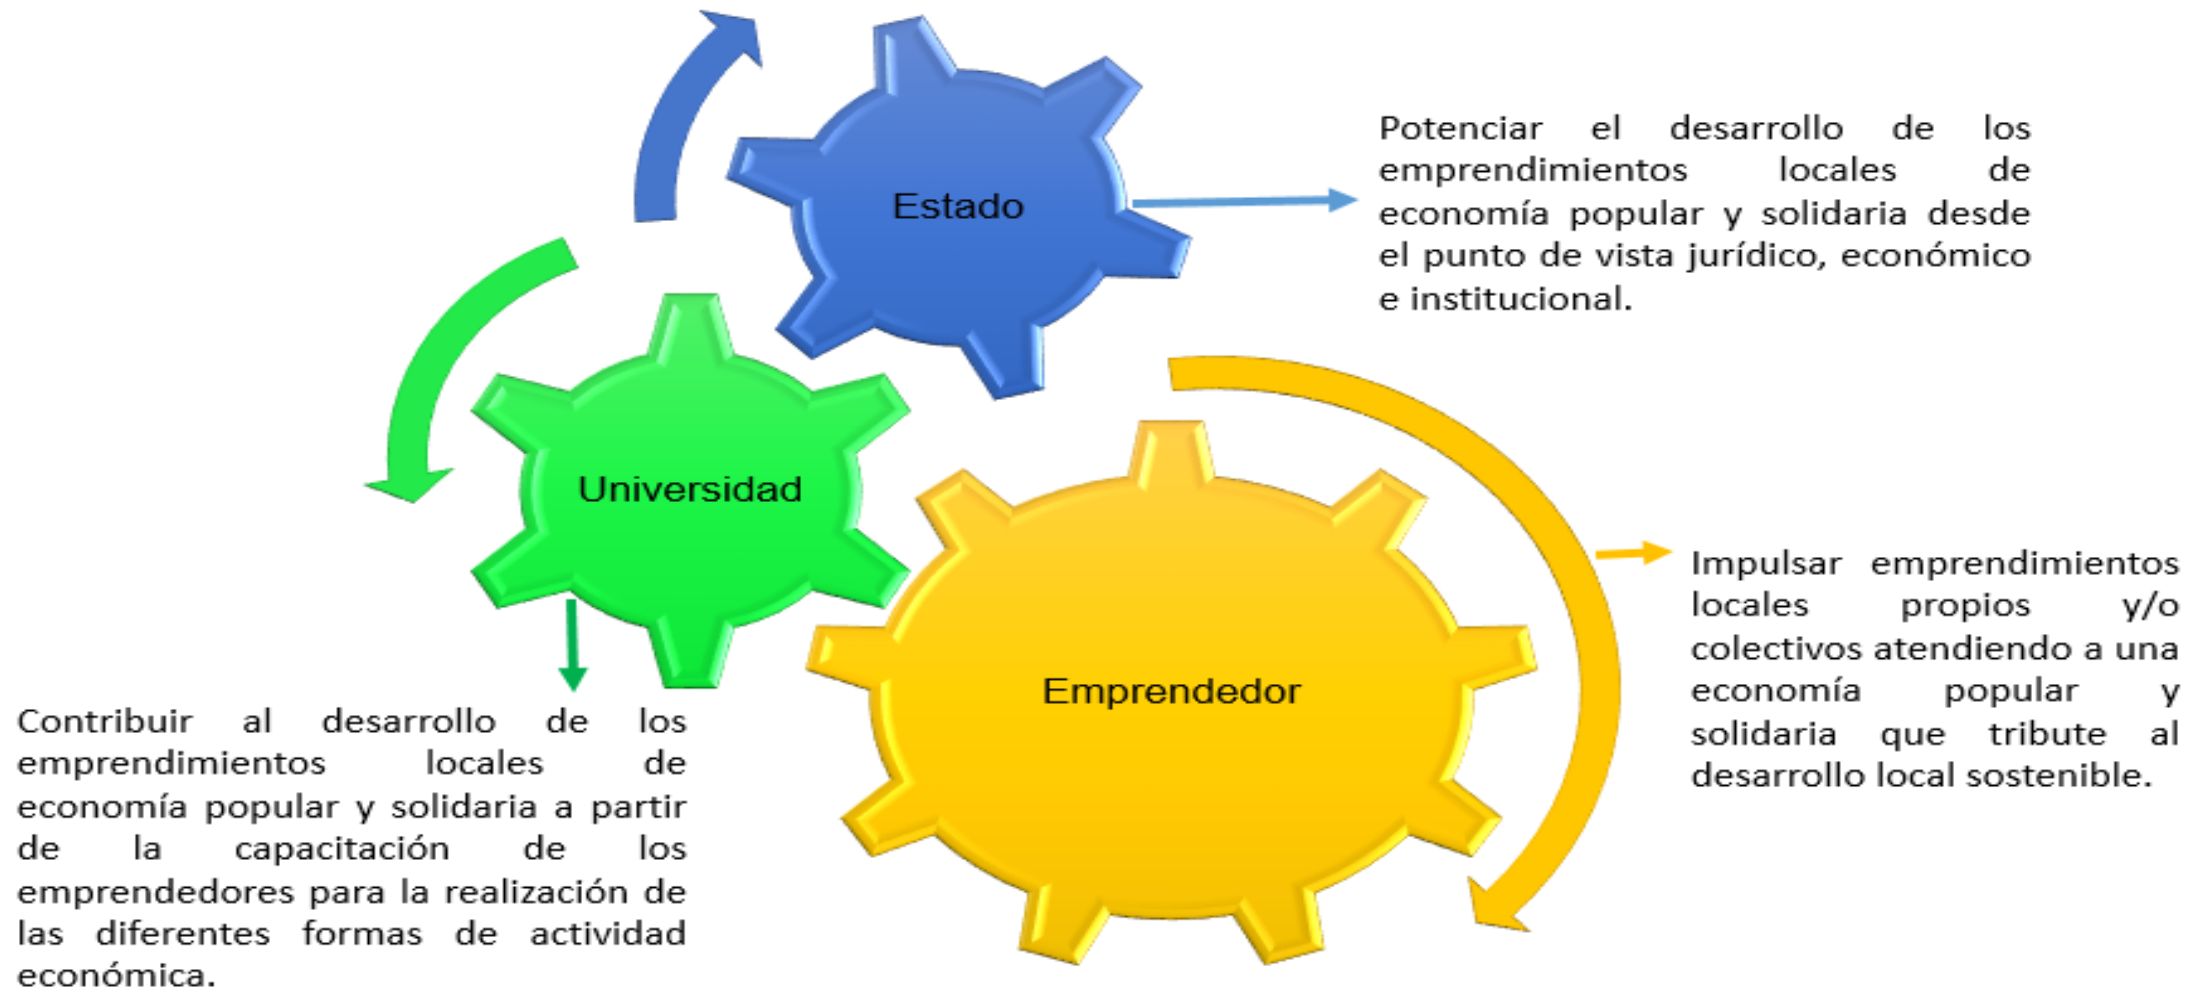 Estado
Potenciar el desarrollo de los
emprendimientos locales de
economía popular y solidaria desde
el punto de vista jurídico, económico
e institucional.
Universidad
Contribuir al desarrollo de los
emprendimientos locales de
economía popular y solidaria a partir
de la capacitación de los
emprendedores para la realización de
las diferentes formas de actividad
económica.
Emprendedor
Impulsar emprendimientos
locales propios y/o
colectivos atendiendo a una
economía popular y
solidaria que tribute al
desarrollo local sostenible.